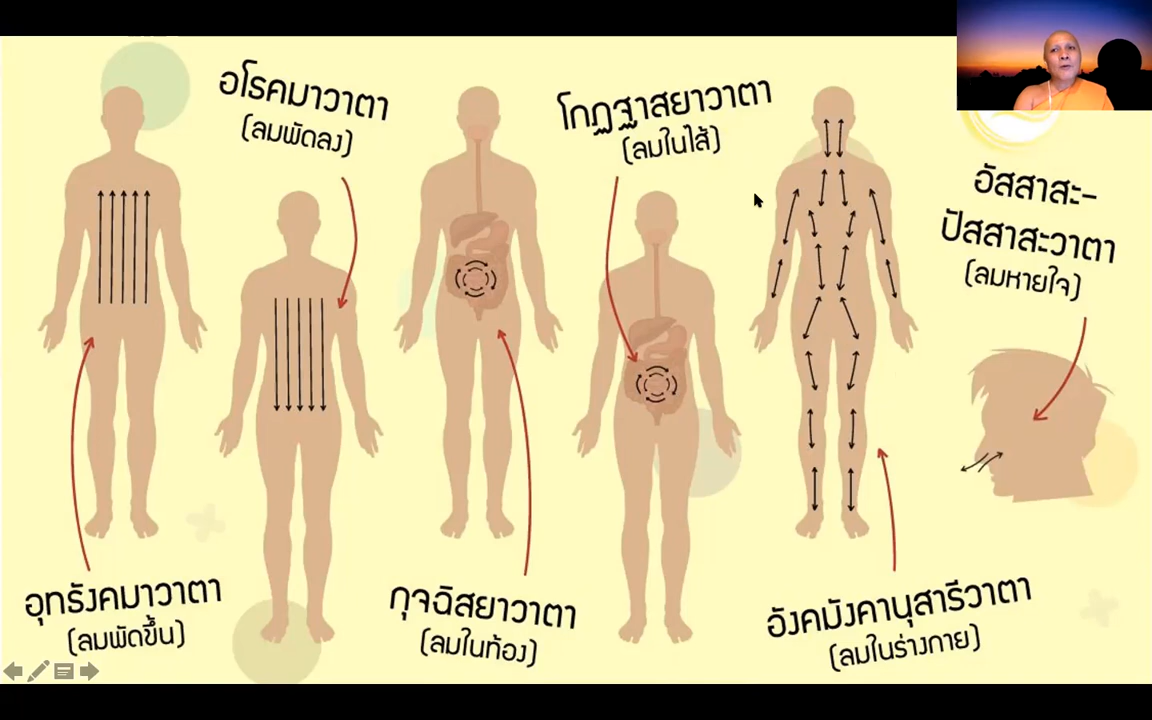 อโรคมาวาตา
(ลมพัดลง)
โกฏฐาสยาวาตา
(ลมในไส้)
อัสสาสะ-
ปัสสาสะวาตา
(ลมหายใจ)
อุทธังคมาวาตา
(ลมพัดขึ้น)
กุจฉิสยาวาตา
(ลมในท้อง)
อังคมังคานุสารีวาตา
(ลมในร่างกาย)